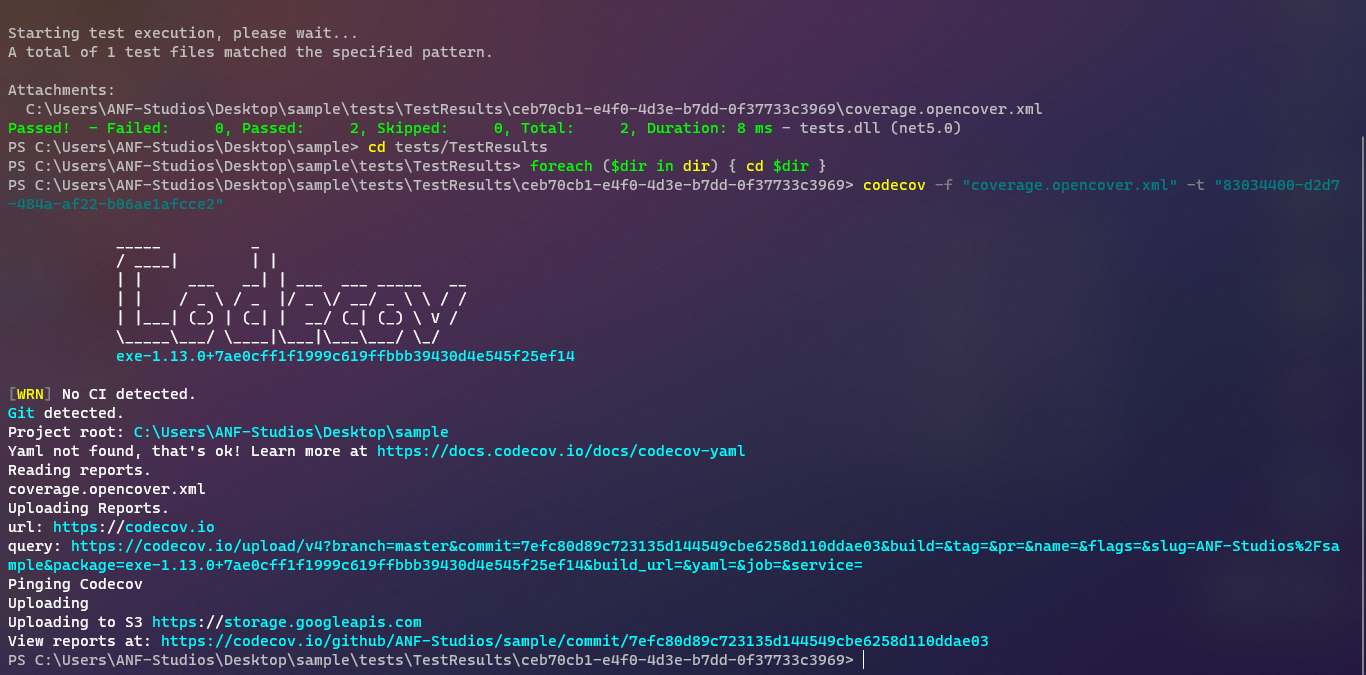 Starting test execution, please wait...
A total of 1 test files matched the specified pattern.
Attachments:
  C:\Users\ANF-Studios\Desktop\sample\tests\TestResults\ceb70cb1-e4f0-4d3e-b7dd-0f37733c3969\coverage.opencover.xml
Passed!  - Failed:     0, Passed:     2, Skipped:     0, Total:     2, Duration: 8 ms - tests.dll (net5.0)
PS C:\Users\ANF-Studios\Desktop\sample> cd tests/TestResults
PS C:\Users\ANF-Studios\Desktop\sample\tests\TestResults> foreach ($dir in dir) { cd $dir }
PS C:\Users\ANF-Studios\Desktop\sample\tests\TestResults\ceb70cb1-e4f0-4d3e-b7dd-0f37733c3969> codecov -f "coverage.opencover.xml" -t "83034400-d2d7
-484a-af22-b06ae1afcce2"
Codecov
exe-1.13.0+7ae0cff1f1999c619ffbbb39430d4e545f25ef14
[WRN] No CI detected.
Git detected.
Project root: C:\Users\ANF-Studios\Desktop\sample
Yaml not found, that's ok! Learn more at https://docs.codecov.io/docs/codecov-yaml
Reading reports.
coverage.opencover.xml
Uploading Reports.
url: https://codecov.io
query: https://codecov.io/upload/v4?branch=master&commit=7efc80d89c723135d144549cbe6258d110ddae03&build=&tag=&pr=&name=&flags=&slug=ANF-Studios%2Fsa
mple&package=exe-1.13.0+7ae0cff1f1999c619ffbbb39430d4e545f25ef14&build_url=&yaml=&job=&service=
Pinging Codecov
Uploading
Uploading to S3 https://storage.googleapis.com
View reports at: https://codecov.io/github/ANF-Studios/sample/commit/7efc80d89c723135d144549cbe6258d110ddae03
PS C:\Users\ANF-Studios\Desktop\sample\tests\TestResults\ceb70cb1-e4f0-4d3e-b7dd-0f37733c3969>